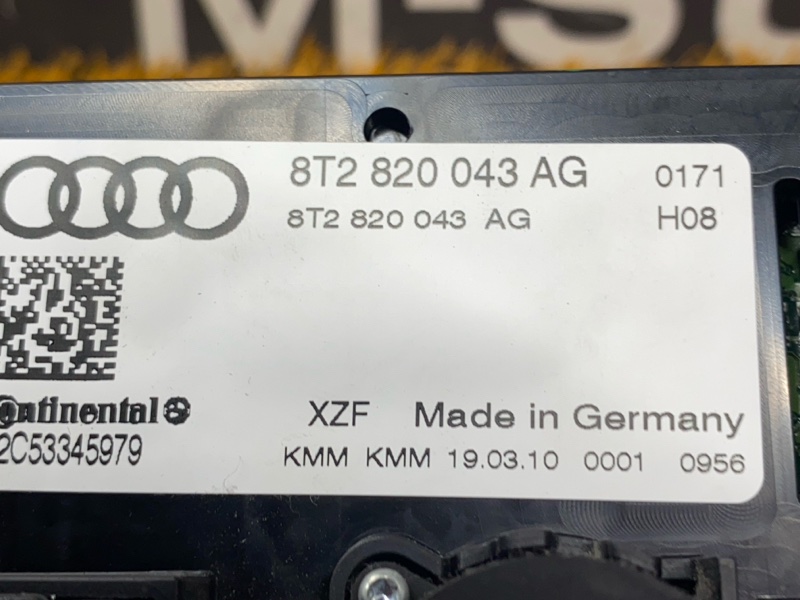 8T2 820 043 AG 0171
8T2 820 043 AG H08
Continental
XZF Made in Germany
2C53345979
KMM KMM 19.03.10 0001 0956